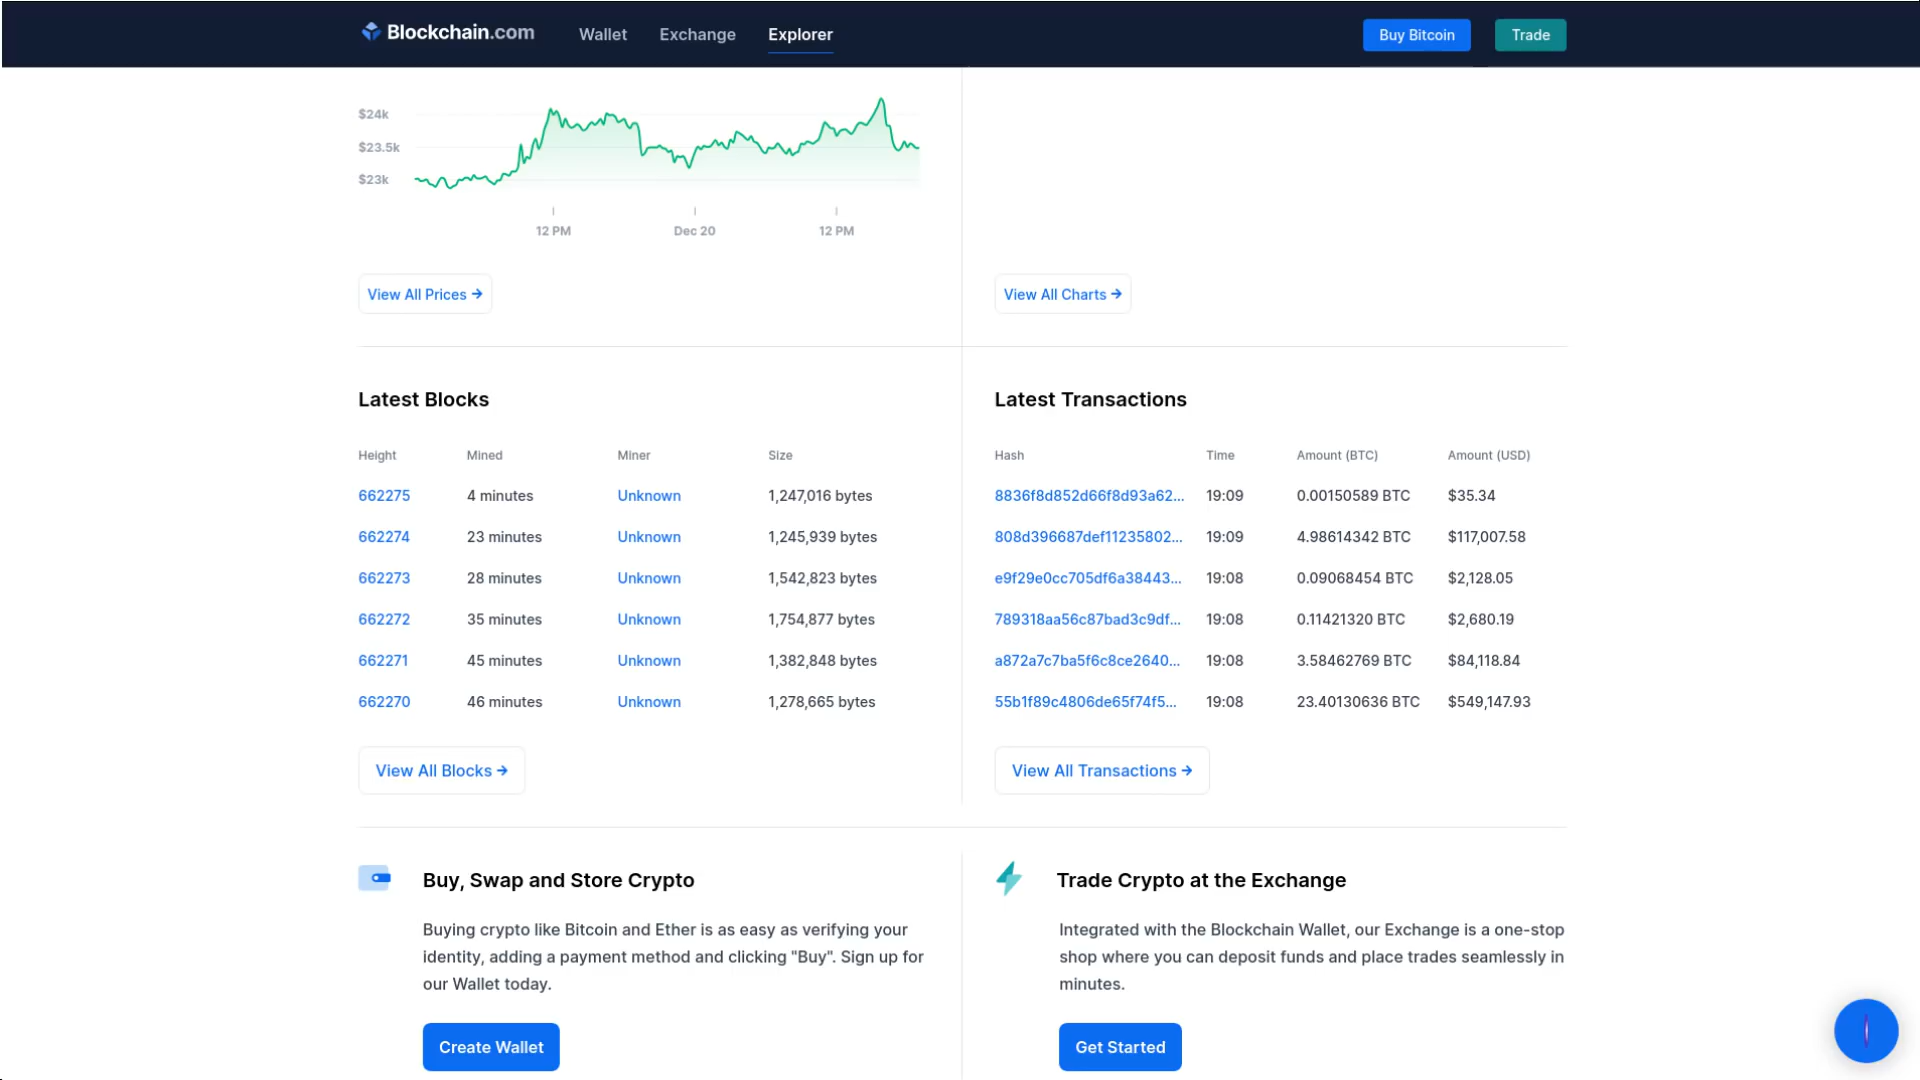 Blockchain.com Wallet Exchange Explorer Buy Bitcoin Trade
$24k
$23.5k
$23k
12 PM Dec 20 12 PM
View All Prices →
View All Charts →
Latest Blocks
Height Mined Miner Size
662275 4 minutes Unknown 1,247,016 bytes
662274 23 minutes Unknown 1,245,939 bytes
662273 28 minutes Unknown 1,542,823 bytes
662272 35 minutes Unknown 1,754,877 bytes
662271 45 minutes Unknown 1,382,848 bytes
662270 46 minutes Unknown 1,278,665 bytes
View All Blocks →
Latest Transactions
Hash Time Amount (BTC) Amount (USD)
8836f8d852d66f8d93a62... 19:09 0.00150589 BTC $35.34
808d396687def11235802... 19:09 4.98614342 BTC $117,007.58
e9f29e0cc705df6a38443... 19:08 0.09068454 BTC $2,128.05
789318aa56c87bad3c9df... 19:08 0.11421320 BTC $2,680.19
a872a7c7ba5f6c8ce2640... 19:08 3.58462769 BTC $84,118.84
55b1f89c4806de65f74f5... 19:08 23.40130636 BTC $549,147.93
View All Transactions →
Buy, Swap and Store Crypto
Buying crypto like Bitcoin and Ether is as easy as verifying your
identity, adding a payment method and clicking "Buy". Sign up for
our Wallet today.
Create Wallet
Trade Crypto at the Exchange
Integrated with the Blockchain Wallet, our Exchange is a one-stop
shop where you can deposit funds and place trades seamlessly in
minutes.
Get Started